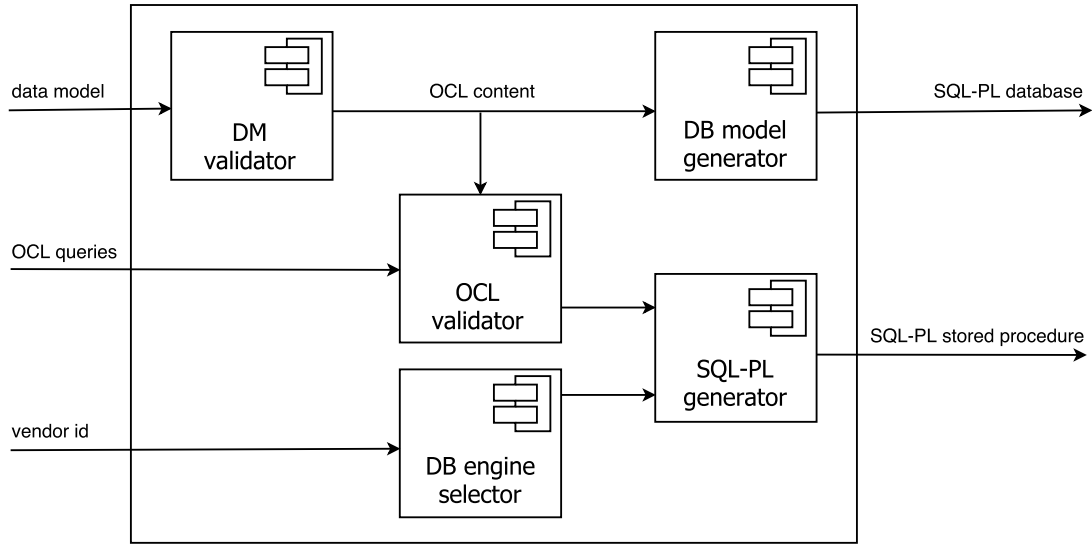 data model
OCL content
SQL-PL database
DM
validator
DB model
generator
OCL queries
OCL
validator
SQL-PL stored procedure
SQL-PL
generator
vendor id
DB engine
selector